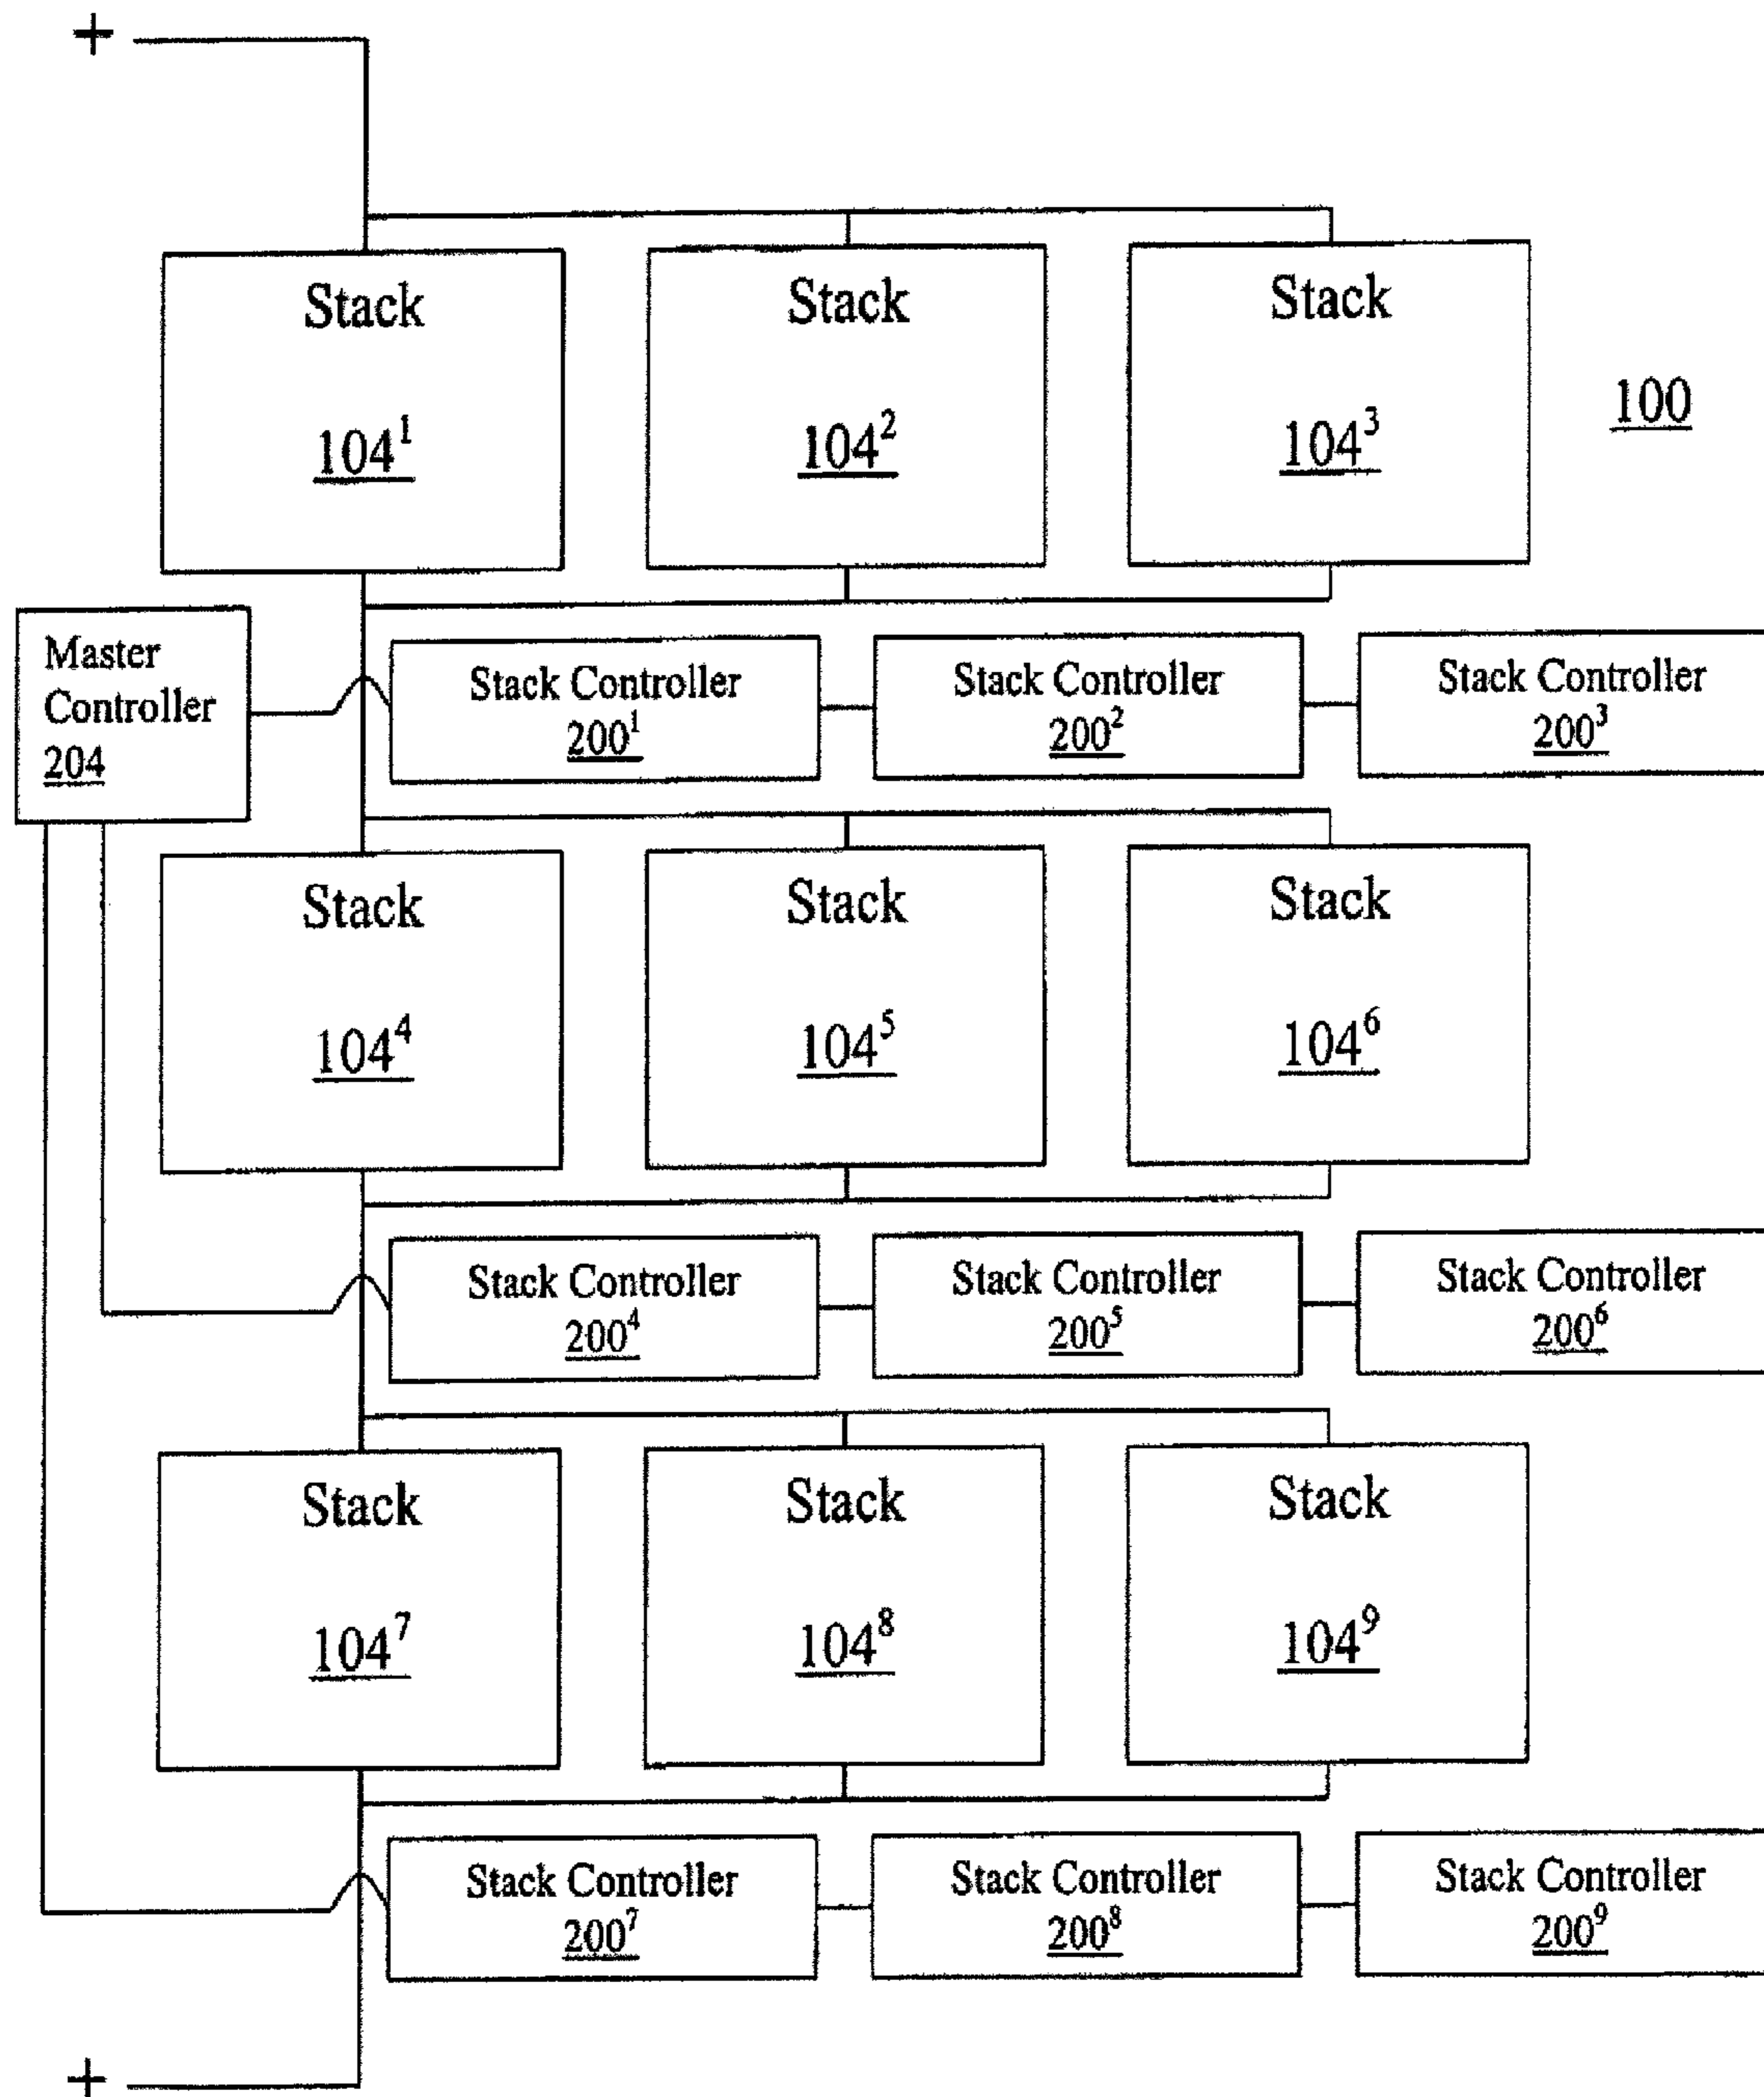 +
Stack
104¹
Stack
104²
Stack
104³
100
Master
Controller
204
Stack Controller
200¹
Stack Controller
200²
Stack Controller
200³
Stack
104⁴
Stack
104⁵
Stack
104⁶
Stack Controller
200⁴
Stack Controller
200⁵
Stack Controller
200⁶
Stack
104⁷
Stack
104⁸
Stack
104⁹
Stack Controller
200⁷
Stack Controller
200⁸
Stack Controller
200⁹
+